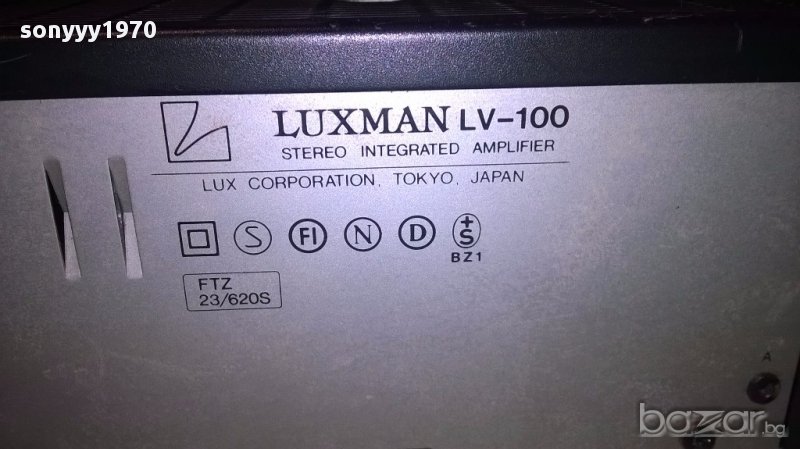 sonyyy1970
LUXMAN LV-100
STEREO INTEGRATED AMPLIFIER
LUX CORPORATION, TOKYO, JAPAN
S FI N D +S
BZ1
FTZ
23/620S
A
bazar.bg